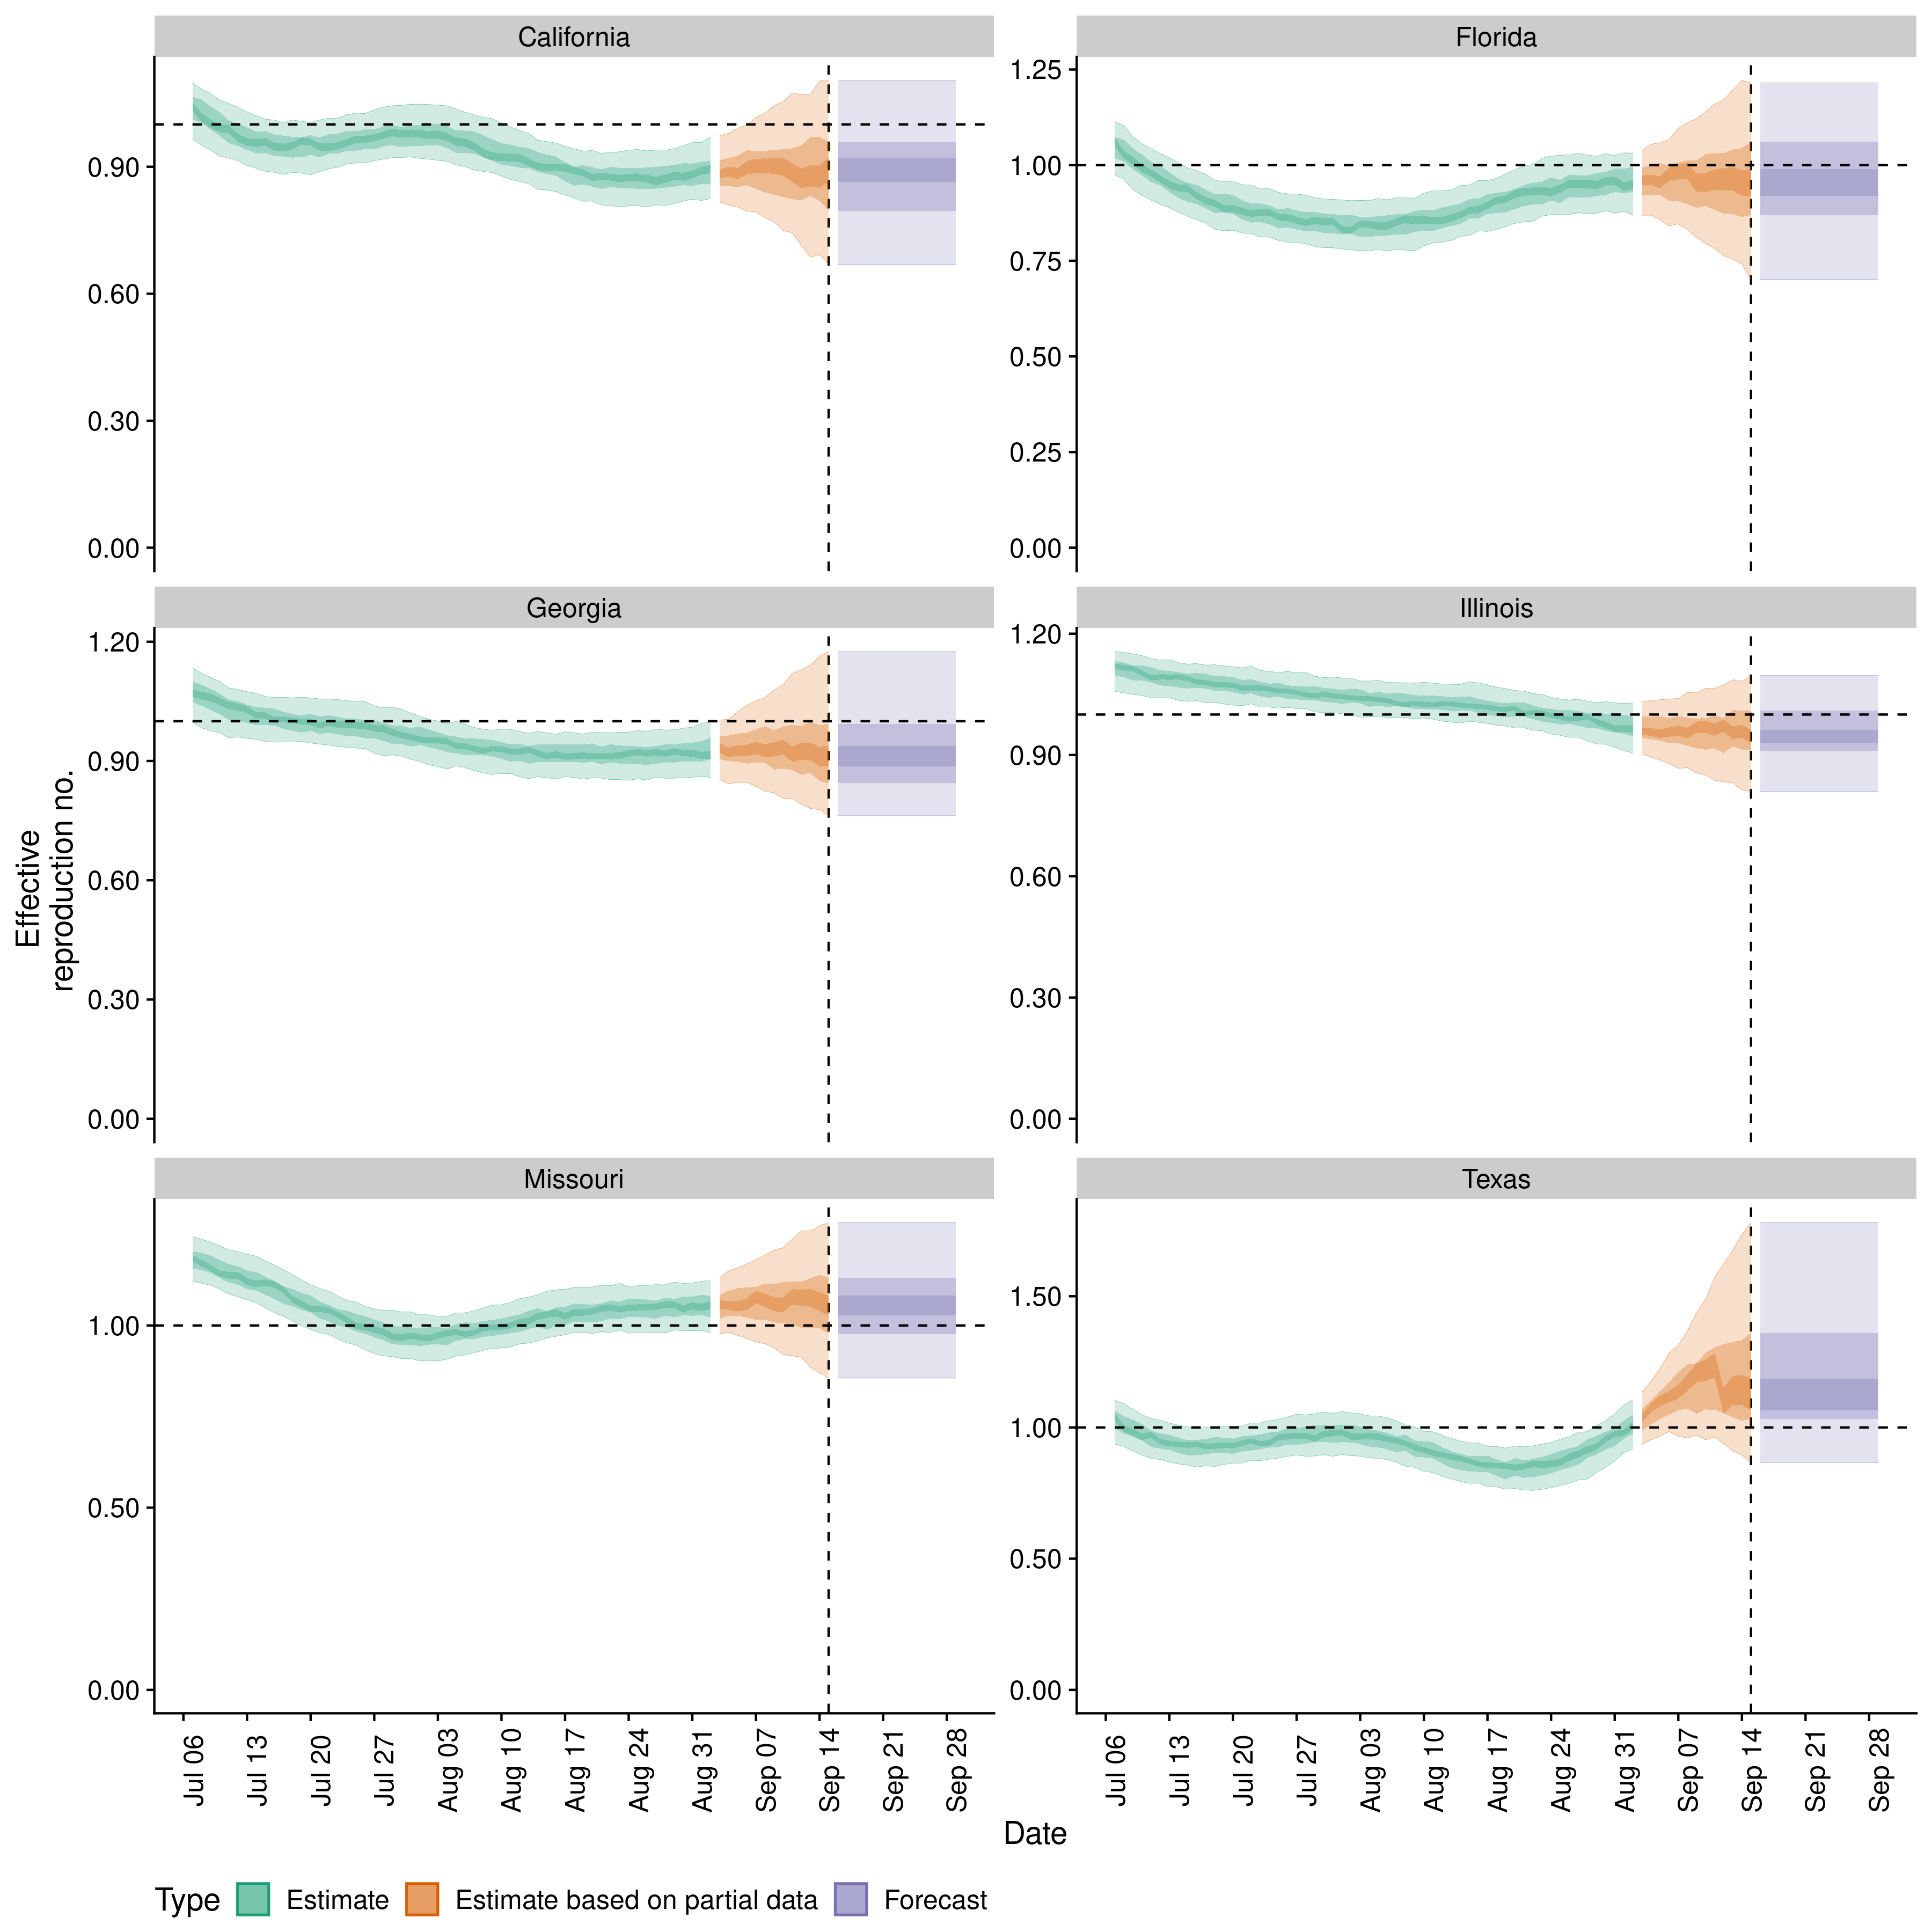 California
Florida
0.90
0.60
0.30
0.00
1.25
1.00
0.75
0.50
0.25
0.00
Georgia
Illinois
1.20
0.90
0.60
0.30
0.00
1.20
0.90
0.60
0.30
0.00
Effective
reproduction no.
Missouri
Texas
1.00
0.50
0.00
1.50
1.00
0.50
0.00
Jul 06
Jul 13
Jul 20
Jul 27
Aug 03
Aug 10
Aug 17
Aug 24
Aug 31
Sep 07
Sep 14
Sep 21
Sep 28
Jul 06
Jul 13
Jul 20
Jul 27
Aug 03
Aug 10
Aug 17
Aug 24
Aug 31
Sep 07
Sep 14
Sep 21
Sep 28
Date
Type Estimate Estimate based on partial data Forecast